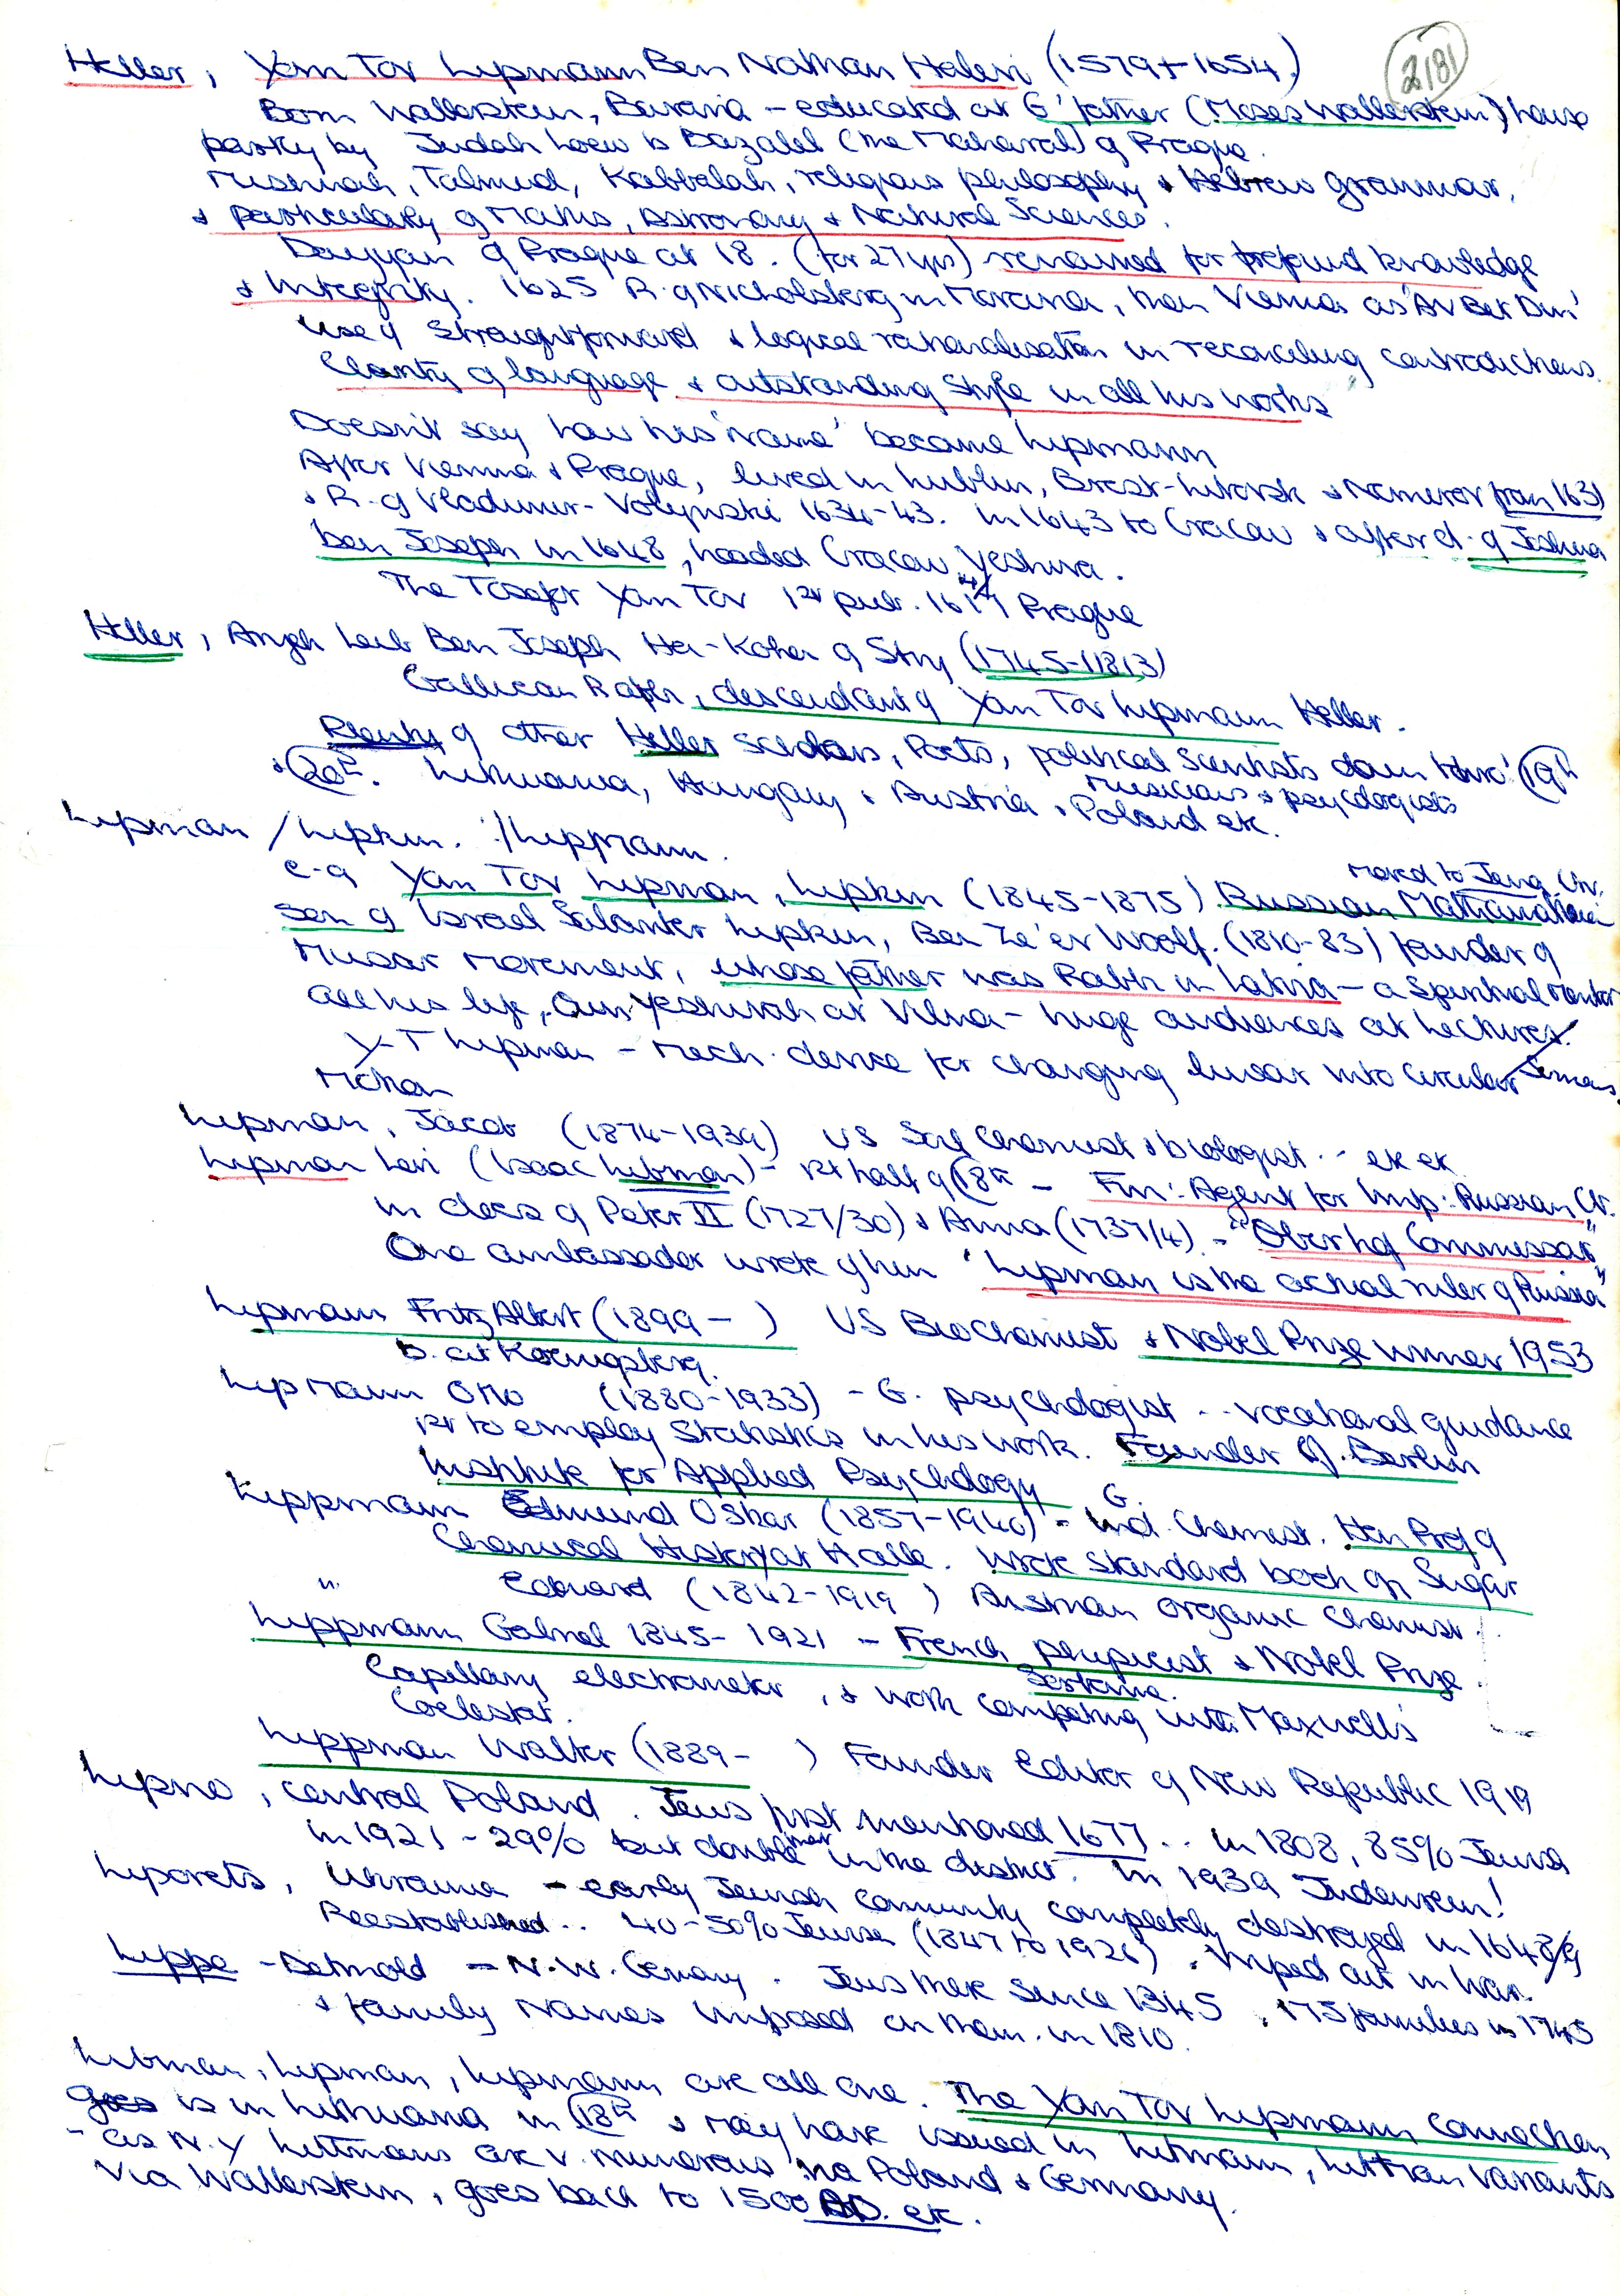 2181
Heller, Yom Tov Lipmann Ben Nathan Halevi (1579 + 1654)
Born Wallerstein, Bavaria - educated at G'father (Moses Wallerstein)'s house
partly by Judah Loew b Bazalel (the Maharal) of Prague.
Mishnah, Talmud, Kabbalah, religious philosophy & Hebrew grammar,
& particularly of Maths, Astronomy & Natural Sciences.
Dayyan of Prague at 18. (for 27 yrs) renowned for profound knowledge
& integrity. 1625 R. of Nicholsberg in Moravia, then Vienna as 'Av Bet Din'
Use of straightforward & logical rationalisation in reconciling contradictions.
Clarity of language & outstanding style in all his works
Doesn't say how his 'name' became Lipmann
After Vienna & Prague, lived in Lublin, Brest-Litovsk & Nemirov from 1631
& R. of Vladimir-Volynski 1634-43. In 1643 to Cracow & after d. of Joshua
ben Joseph in 1648, headed Cracow Yeshiva.
The Tosefot Yom Tov 1st pub. 1614/17 Prague
Heller, Aryeh Leib Ben Joseph Ha-Kohen of Stry (1745-1813)
Galician Rabbi, descendant of Yom Tov Lipmann Heller.
Plenty of other Heller scholars, Poets, political scientists down thro' 19th
& 20th. Lithuania, Hungary & Austria & Poland etc. Musicians & psycologists
Lipman / Lipkin. / Lippmann.
e-g Yom Tov Lipman, Lipkin (1845-1875) Russian Mathematician moved to Jena Un.
son of Israel Salanter Lipkin, Ben Ze'ev Woolf. (1810-83) founder of
Musar Movement, whose father was Rabbi in Latvia - a Spiritual Mentor
all his life, Own Yeshivah at Vilna - huge audiences at lectures. Sermons
Y-T Lipman - Mech. device for changing linear into circular
Motion
Lipman, Jacob (1874-1939) US Soil Chemist & biologist .. etc etc
Lipman Levi (Isaac Libman) - 1st half of 18th - Fin: Agent for Imp: Russian Ct.
in days of Peter II (1727/30) & Anna (1737/4) - "Oberhof Commissar"
One ambassador wrote of him "Lipman is the actual ruler of Russia"
Lipmann Fritz Albert (1899 - ) US BioChemist & Nobel Prize winner 1953
b. at Koenigsberg.
Lipmann Otto (1880-1933) - G. psychologist .. vocational guidance
1st to employ Statistics in his work. Founder of Berlin
Institute for Applied Psychology
Lippmann Edmund Oskar (1857-1940) - G. Ind. Chemist. Hon Prof of
Chemical History at Halle. Wrote standard book on Sugar
" Eduard (1842-1919) Austrian organic chemist.
Lippmann Gabriel 1845-1921 - French physicist & Nobel Prize
Capillary electrometer, & work competing with Maxwell's Sorbonne.
Coelostat.
Lippman Walter (1889 - ) Founder Editor of New Republic 1919
Lipno, central Poland. Jews first mentioned 1677 .. in 1808, 85% Jewish
in 1921 - 29% but double that in the district. In 1939 Judenrein!
Lipovets, Ukraine - early Jewish community completely destroyed in 1648/9
Reestablished .. 40-50% Jewish (1847 to 1926). Wiped out in War.
Lippe - Detmold - N.W. Germany. Jews there since 1345, 175 families in 1745
& family names imposed on them in 1810.
Libman, Lipman, Lipmann are all one. The Yom Tov Lipmann connection
goes is in Lithuania in 18th & may have issued in Litmann, Littman variants
- as N.Y Littmans are v. numerous via Poland & Germany.
via Wallerstein, goes back to 1500 AD. etc.